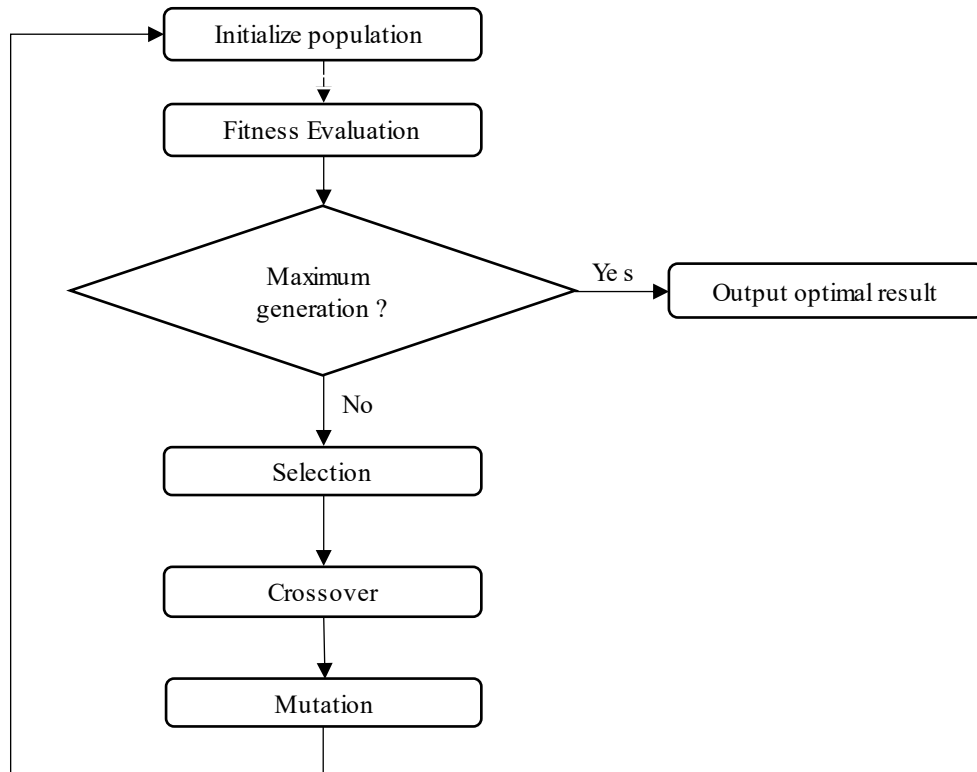 Initialize population
Fitness Evaluation
Maximum
generation ?
Ye s
Output optimal result
No
Selection
Crossover
Mutation